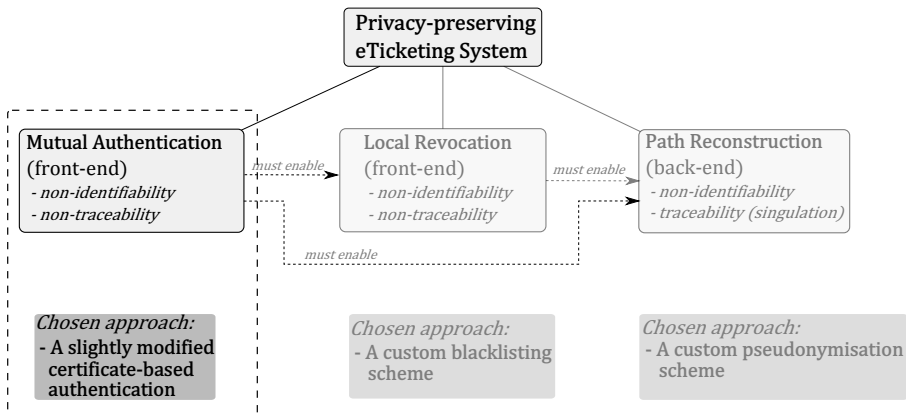 Privacy-preserving
eTicketing System
Mutual Authentication
(front-end)
- non-identifiability
- non-traceability
must enable
Local Revocation
(front-end)
- non-identifiability
- non-traceability
must enable
Path Reconstruction
(back-end)
- non-identifiability
- traceability (singulation)
must enable
Chosen approach:
- A slightly modified
certificate-based
authentication
Chosen approach:
- A custom blacklisting
scheme
Chosen approach:
- A custom pseudonymisation
scheme